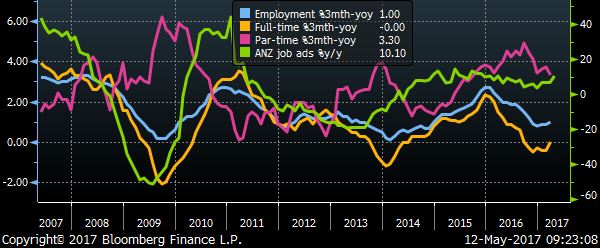 Employment %3mth-yoy 1.00
Full-time %3mth-yoy -0.00
Par-time %3mth-yoy 3.30
ANZ job ads %y/y 10.10
6.00
4.00
2.00
0.00
-2.00
40
20
0
-20
-40
-60
2007 2008 2009 2010 2011 2012 2013 2014 2015 2016 2017
Copyright© 2017 Bloomberg Finance L.P. 12-May-2017 09:23:08